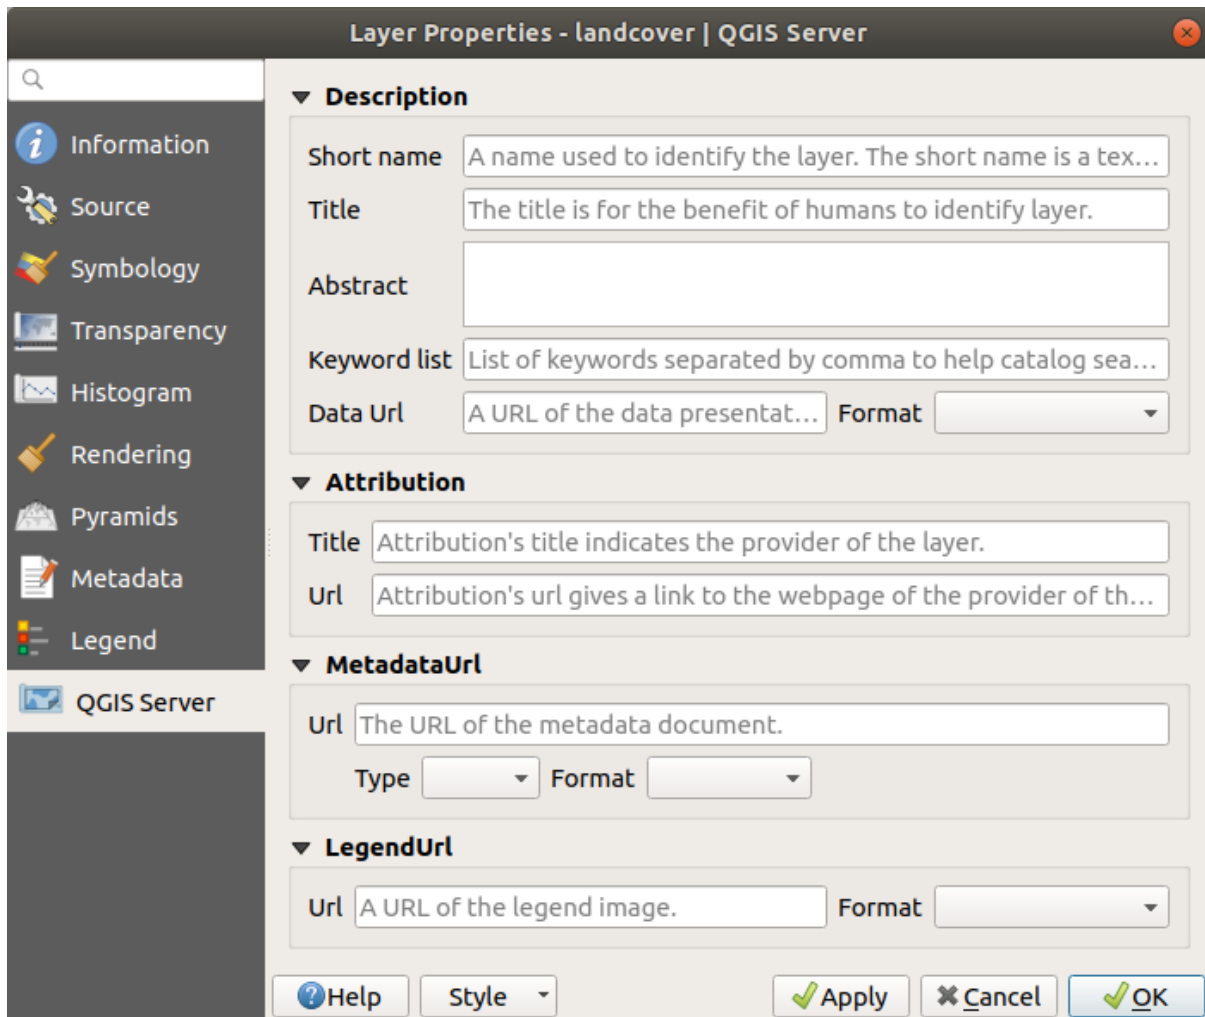 Layer Properties - landcover | QGIS Server
Information
Source
Symbology
Transparency
Histogram
Rendering
Pyramids
Metadata
Legend
QGIS Server
Description
Short name A name used to identify the layer. The short name is a tex...
Title The title is for the benefit of humans to identify layer.
Abstract
Keyword list List of keywords separated by comma to help catalog sea...
Data Url A URL of the data presentat... Format
Attribution
Title Attribution's title indicates the provider of the layer.
Url Attribution's url gives a link to the webpage of the provider of th...
MetadataUrl
Url The URL of the metadata document.
Type Format
LegendUrl
Url A URL of the legend image. Format
Help Style Apply Cancel OK